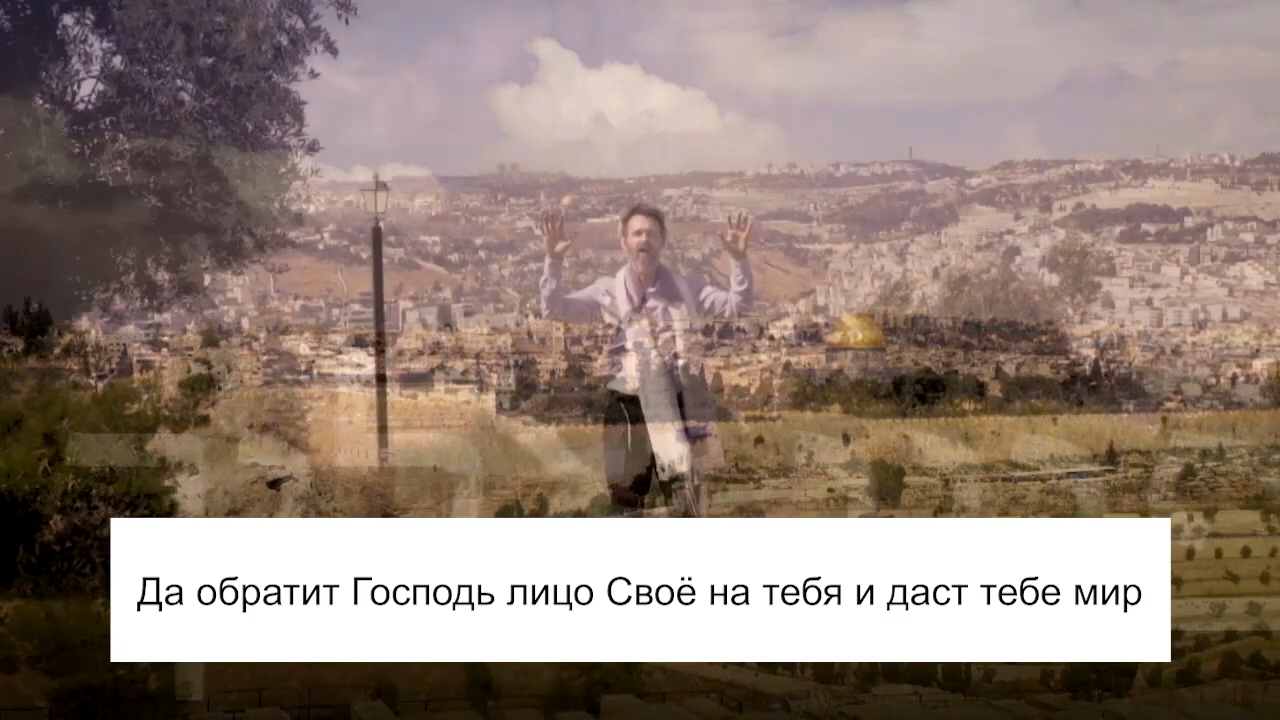 Да обратит Господь лицо Своё на тебя и даст тебе мир